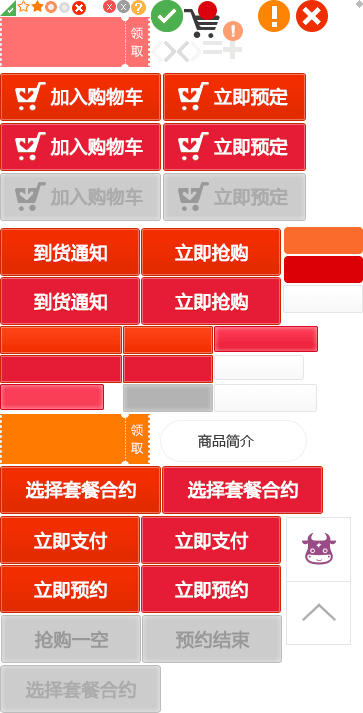 领
取
加入购物车
立即预定
加入购物车
立即预定
加入购物车
立即预定
到货通知
立即抢购
到货通知
立即抢购
领
取
商品简介
选择套餐合约
选择套餐合约
立即支付
立即支付
立即预约
立即预约
抢购一空
预约结束
选择套餐合约